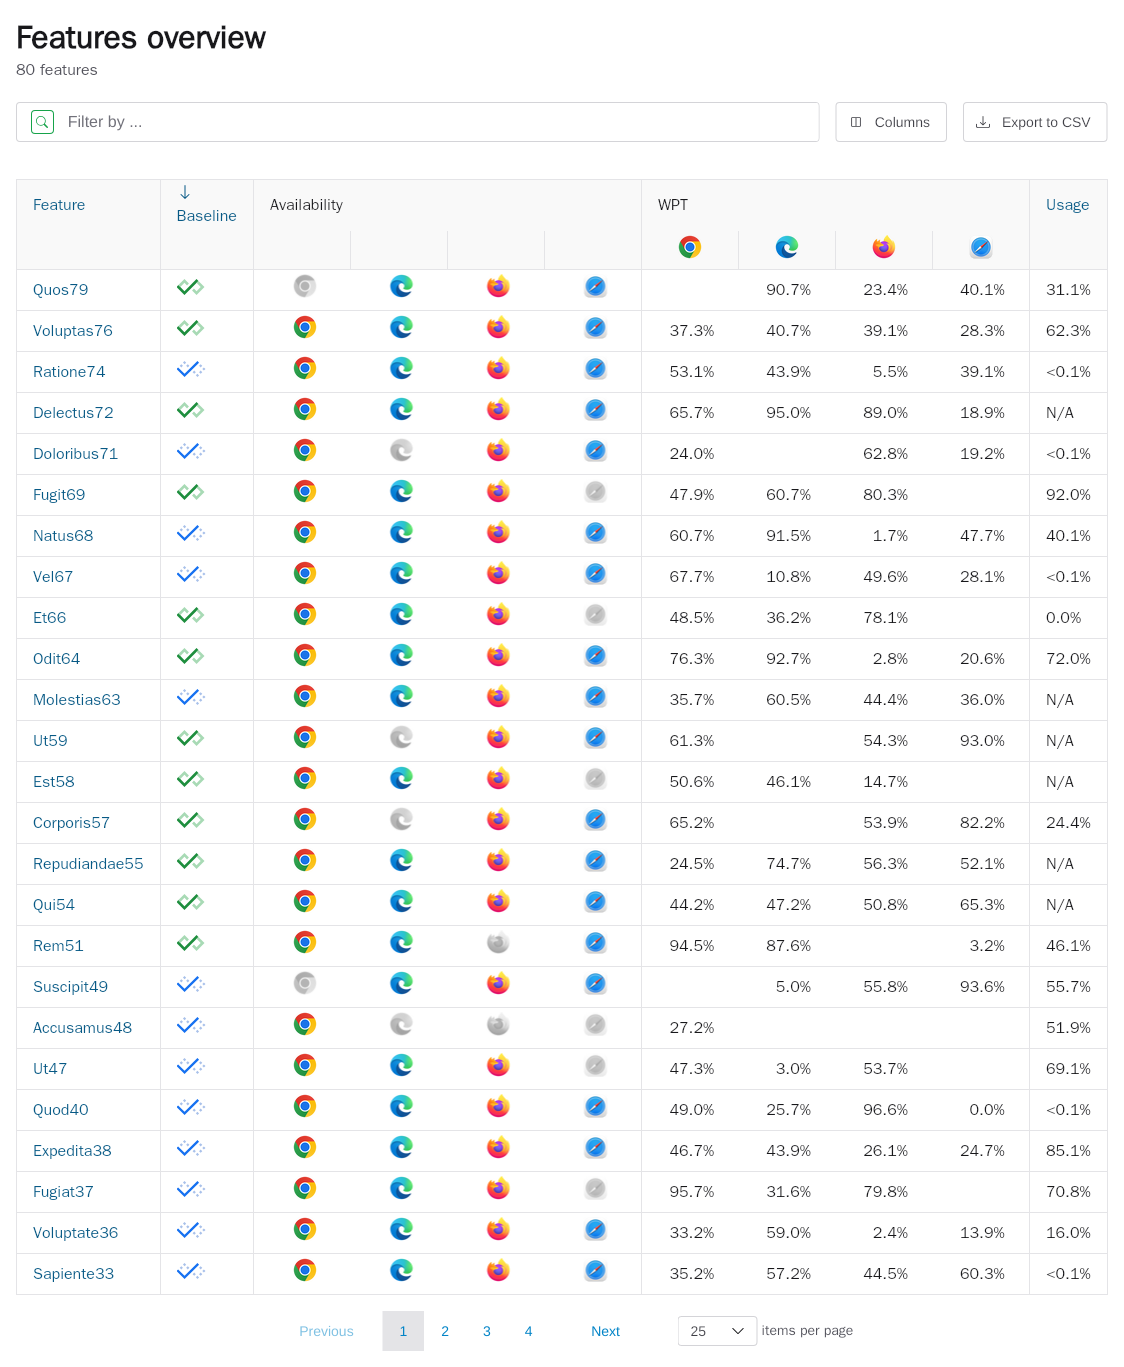 Features overview
80 features
Filter by ...
Columns
Export to CSV
Feature Baseline Availability WPT Usage
Quos79 90.7% 23.4% 40.1% 31.1%
Voluptas76 37.3% 40.7% 39.1% 28.3% 62.3%
Ratione74 53.1% 43.9% 5.5% 39.1% <0.1%
Delectus72 65.7% 95.0% 89.0% 18.9% N/A
Doloribus71 24.0% 62.8% 19.2% <0.1%
Fugit69 47.9% 60.7% 80.3% 92.0%
Natus68 60.7% 91.5% 1.7% 47.7% 40.1%
Vel67 67.7% 10.8% 49.6% 28.1% <0.1%
Et66 48.5% 36.2% 78.1% 0.0%
Odit64 76.3% 92.7% 2.8% 20.6% 72.0%
Molestias63 35.7% 60.5% 44.4% 36.0% N/A
Ut59 61.3% 54.3% 93.0% N/A
Est58 50.6% 46.1% 14.7% N/A
Corporis57 65.2% 53.9% 82.2% 24.4%
Repudiandae55 24.5% 74.7% 56.3% 52.1% N/A
Qui54 44.2% 47.2% 50.8% 65.3% N/A
Rem51 94.5% 87.6% 3.2% 46.1%
Suscipit49 5.0% 55.8% 93.6% 55.7%
Accusamus48 27.2% 51.9%
Ut47 47.3% 3.0% 53.7% 69.1%
Quod40 49.0% 25.7% 96.6% 0.0% <0.1%
Expedita38 46.7% 43.9% 26.1% 24.7% 85.1%
Fugiat37 95.7% 31.6% 79.8% 70.8%
Voluptate36 33.2% 59.0% 2.4% 13.9% 16.0%
Sapiente33 35.2% 57.2% 44.5% 60.3% <0.1%
Previous 1 2 3 4 Next 25 items per page